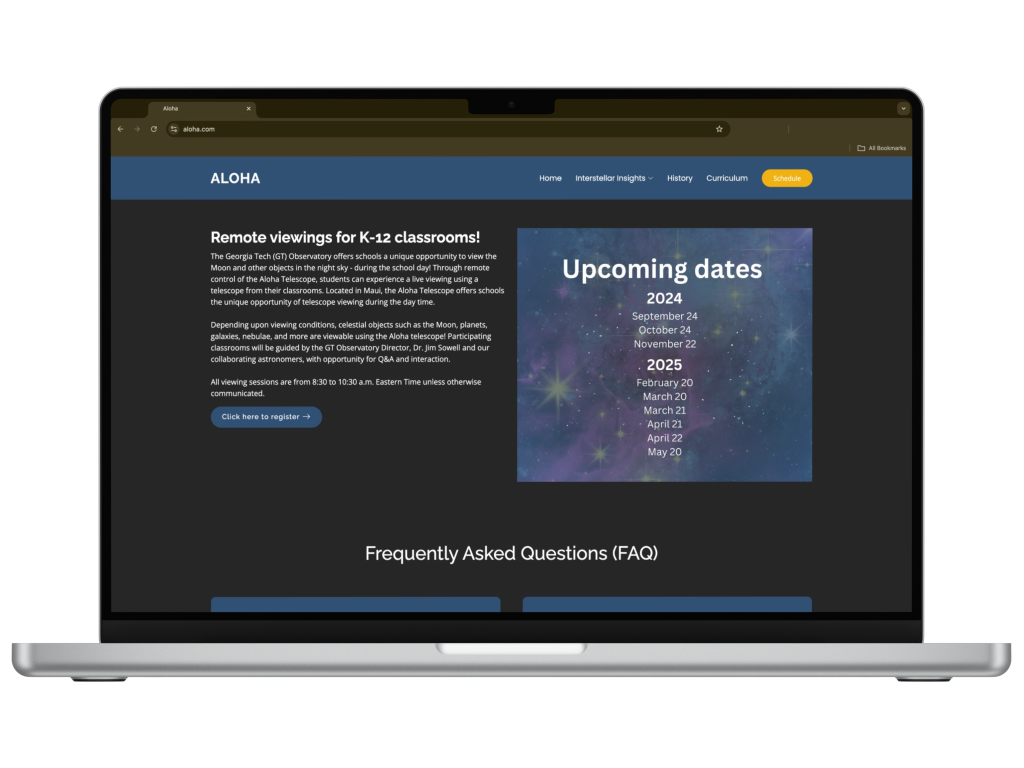 Aloha
aloha.com
All Bookmarks
ALOHA
Home
Interstellar Insights
History
Curriculum
Schedule
Remote viewings for K-12 classrooms!
The Georgia Tech (GT) Observatory offers schools a unique opportunity to view the
Moon and other objects in the night sky - during the school day! Through remote
control of the Aloha Telescope, students can experience a live viewing using a
telescope from their classrooms. Located in Maui, the Aloha Telescope offers schools
the unique opportunity of telescope viewing during the day time.
Depending upon viewing conditions, celestial objects such as the Moon, planets,
galaxies, nebulae, and more are viewable using the Aloha telescope! Participating
classrooms will be guided by the GT Observatory Director, Dr. Jim Sowell and our
collaborating astronomers, with opportunity for Q&A and interaction.
All viewing sessions are from 8:30 to 10:30 a.m. Eastern Time unless otherwise
communicated.
Click here to register →
Upcoming dates
2024
September 24
October 24
November 22
2025
February 20
March 20
March 21
April 21
April 22
May 20
Frequently Asked Questions (FAQ)